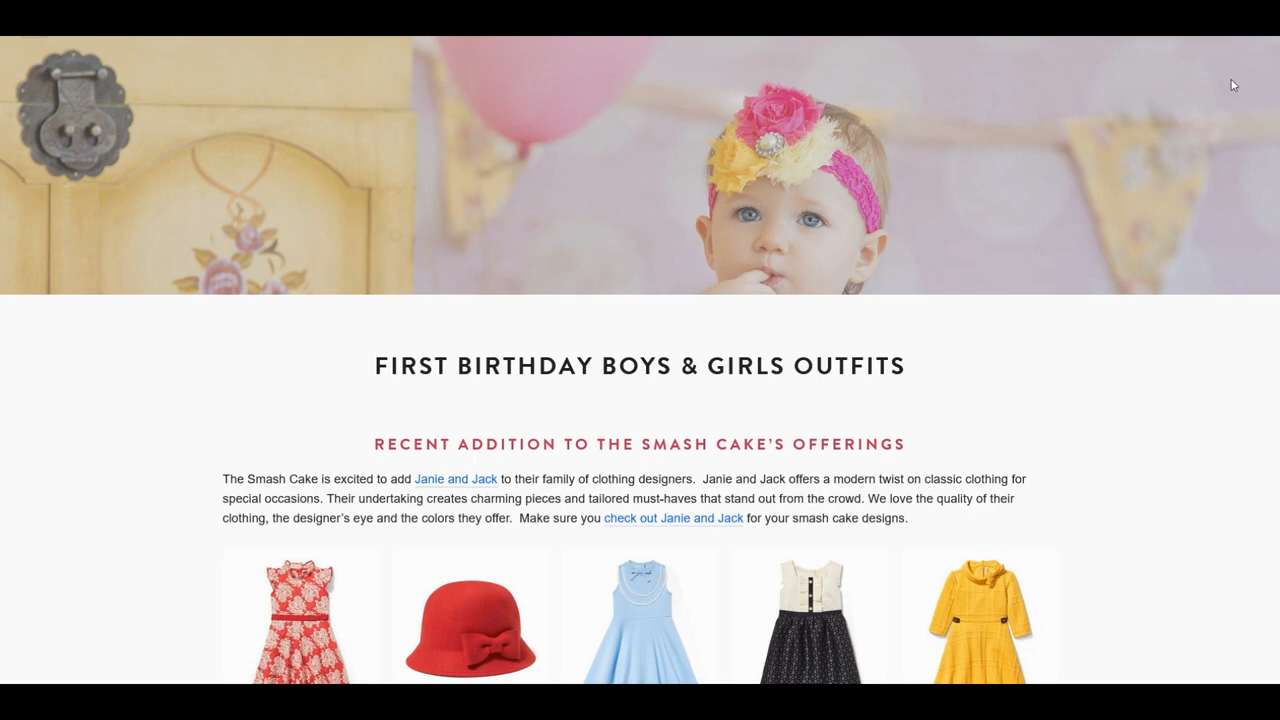 FIRST BIRTHDAY BOYS & GIRLS OUTFITS
RECENT ADDITION TO THE SMASH CAKE’S OFFERINGS
The Smash Cake is excited to add Janie and Jack to their family of clothing designers.  Janie and Jack offers a modern twist on classic clothing for
special occasions. Their undertaking creates charming pieces and tailored must-haves that stand out from the crowd. We love the quality of their
clothing, the designer’s eye and the colors they offer.  Make sure you check out Janie and Jack for your smash cake designs.